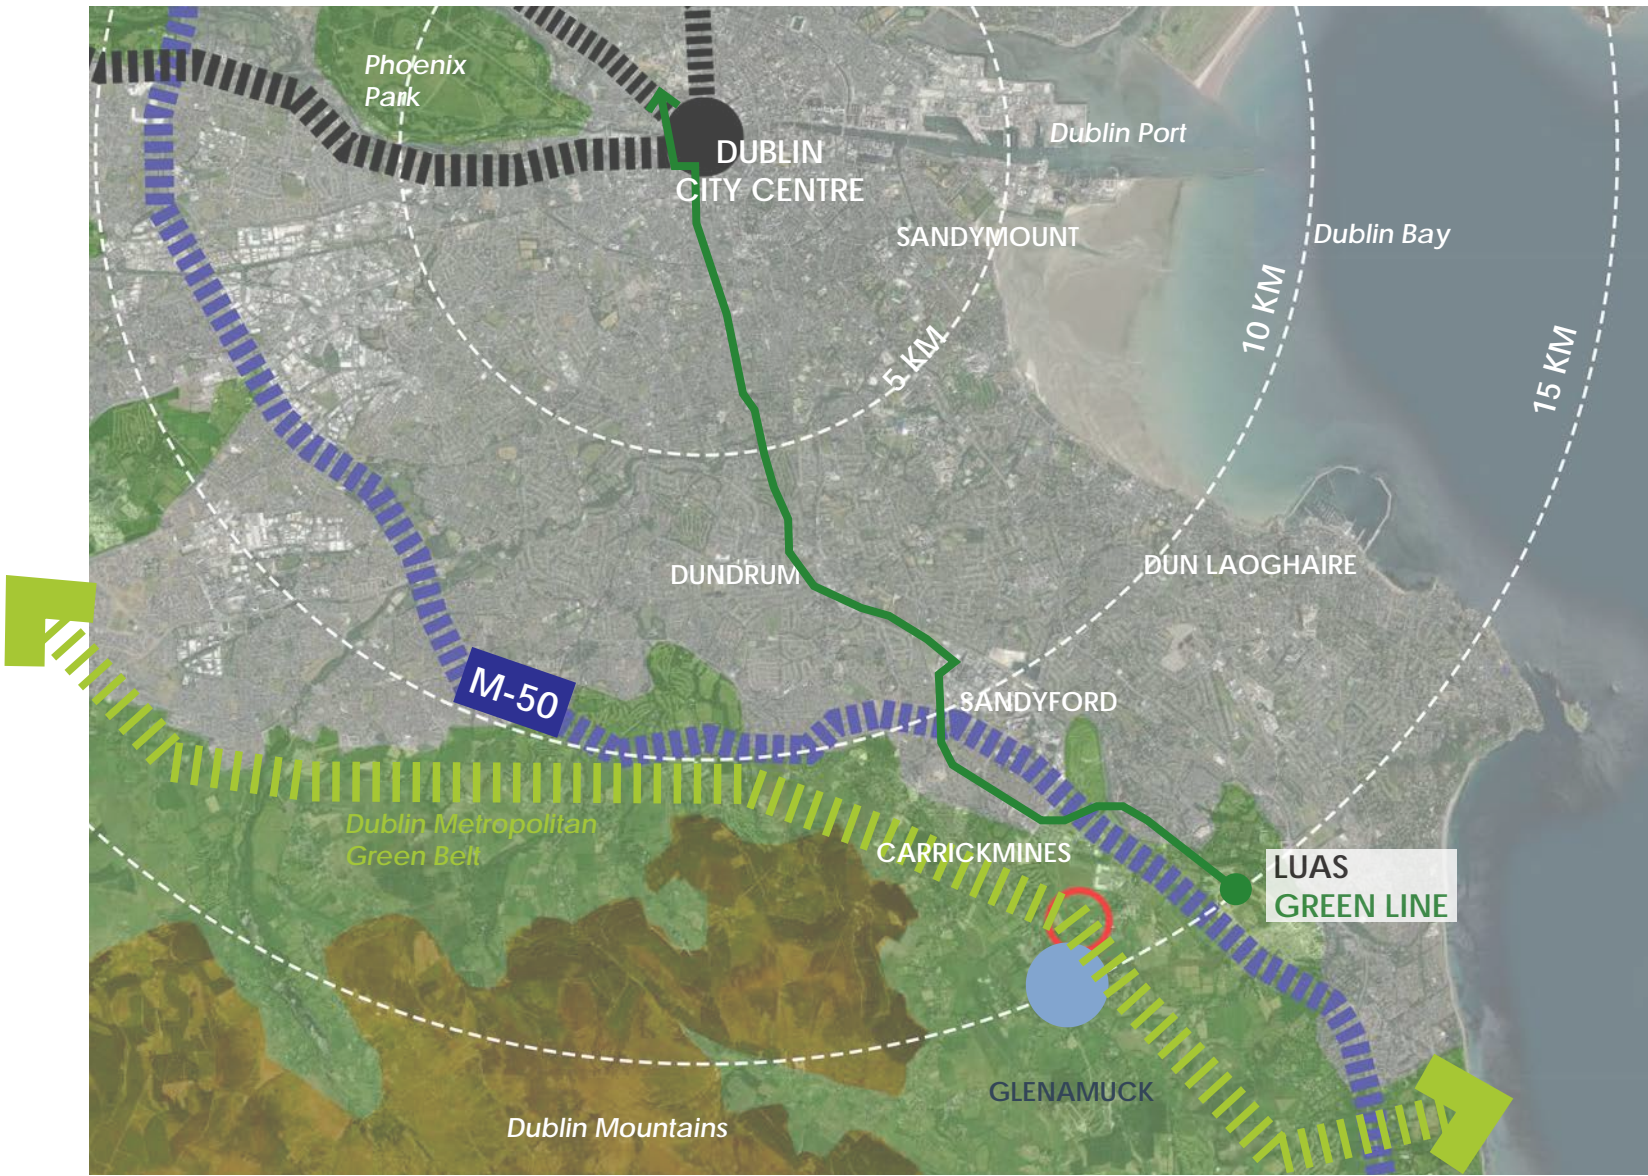 Phoenix
Park
DUBLIN
CITY CENTRE
Dublin Port
SANDYMOUNT
Dublin Bay
5 KM
10 KM
15 KM
DUNDRUM
DUN LAOGHAIRE
M-50
SANDYFORD
Dublin Metropolitan
Green Belt
CARRICKMINES
LUAS
GREEN LINE
GLENAMUCK
Dublin Mountains